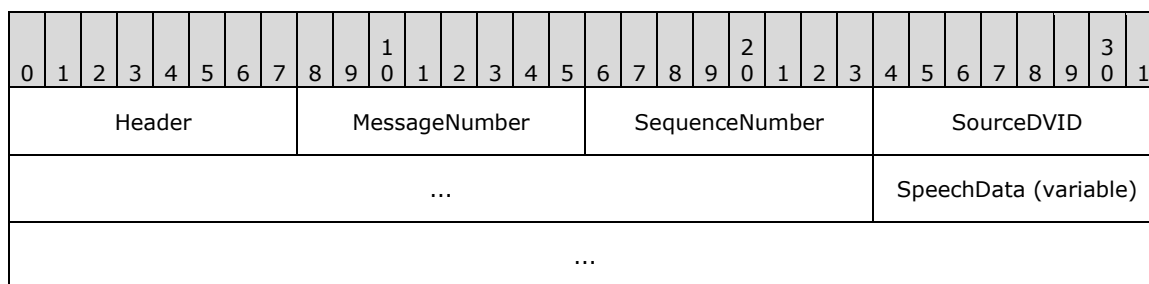 1 2 3
0 1 2 3 4 5 6 7 8 9 0 1 2 3 4 5 6 7 8 9 0 1 2 3 4 5 6 7 8 9 0 1
Header MessageNumber SequenceNumber SourceDVID
... SpeechData (variable)
...